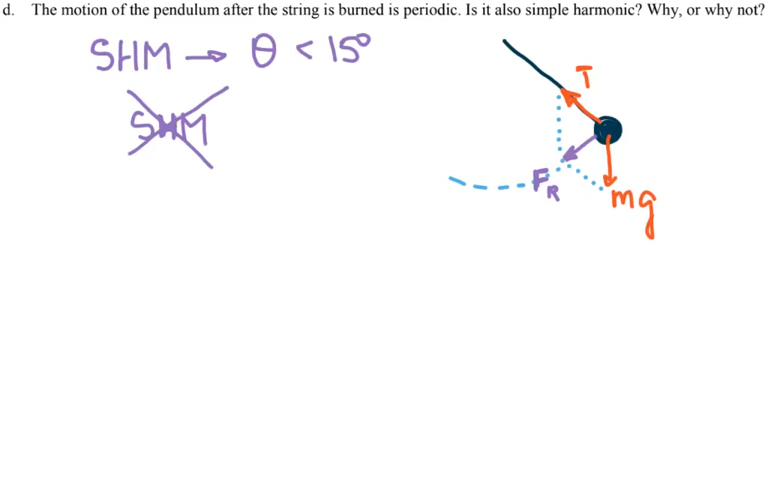 d. The motion of the pendulum after the string is burned is periodic. Is it also simple harmonic? Why, or why not?
SHM → θ < 15°
SHM
T
F_R
mg